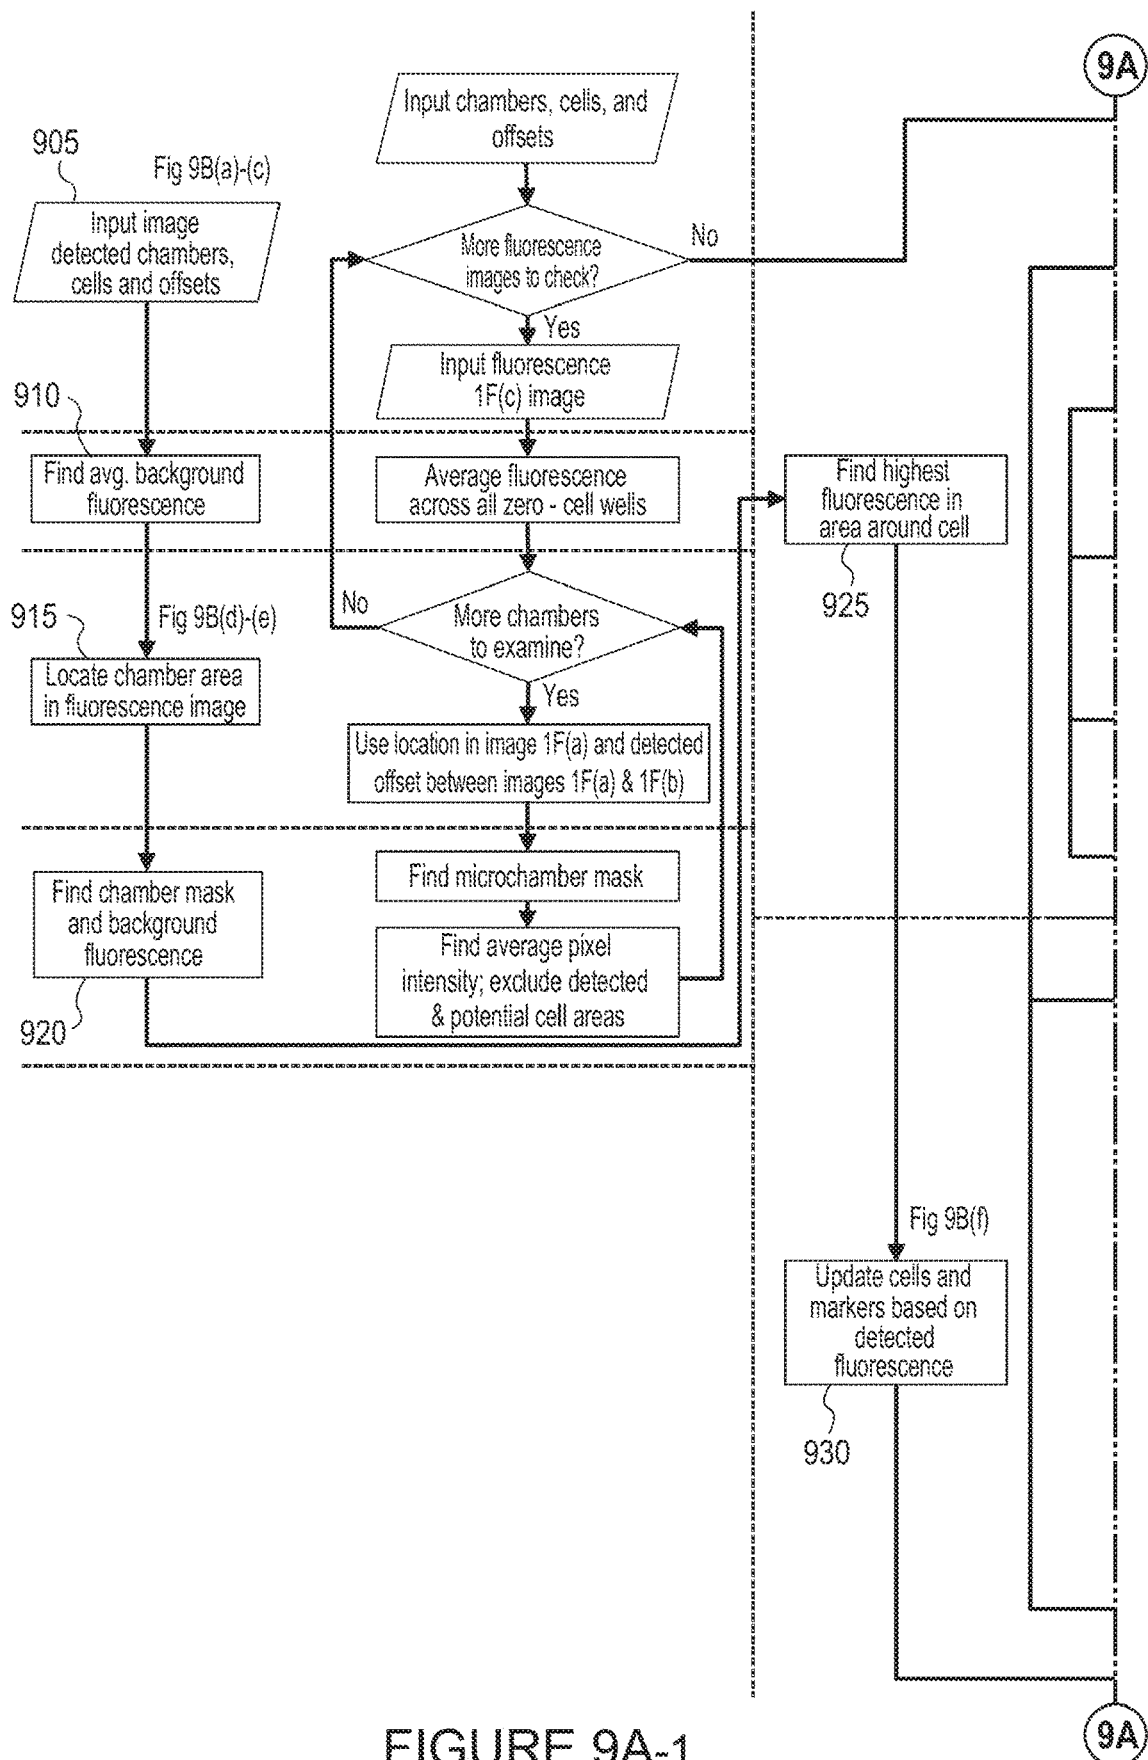 9A
Input chambers, cells, and
offsets
905
Fig 9B(a)-(c)
Input image
detected chambers,
cells and offsets
More fluorescence
images to check?
No
Yes
Input fluorescence
1F(c) image
910
Find avg. background
fluorescence
Average fluorescence
across all zero - cell wells
Find highest
fluorescence in
area around cell
925
915
Fig 9B(d)-(e)
No
More chambers
to examine?
Yes
Locate chamber area
in fluorescence image
Use location in image 1F(a) and detected
offset between images 1F(a) & 1F(b)
Find chamber mask
and background
fluorescence
920
Find microchamber mask
Find average pixel
intensity; exclude detected
& potential cell areas
Fig 9B(f)
Update cells and
markers based on
detected
fluorescence
930
9A
FIGURE 9A-1